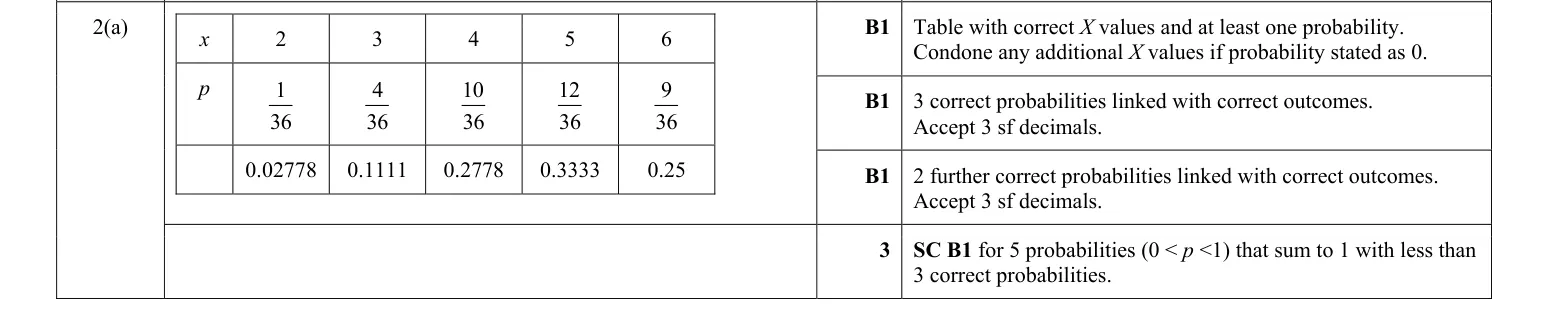 2(a)
x 2 3 4 5 6
p 1/36 4/36 10/36 12/36 9/36
0.02778 0.1111 0.2778 0.3333 0.25
B1 Table with correct X values and at least one probability.
Condone any additional X values if probability stated as 0.
B1 3 correct probabilities linked with correct outcomes.
Accept 3 sf decimals.
B1 2 further correct probabilities linked with correct outcomes.
Accept 3 sf decimals.
3 SC B1 for 5 probabilities (0 < p <1) that sum to 1 with less than
3 correct probabilities.